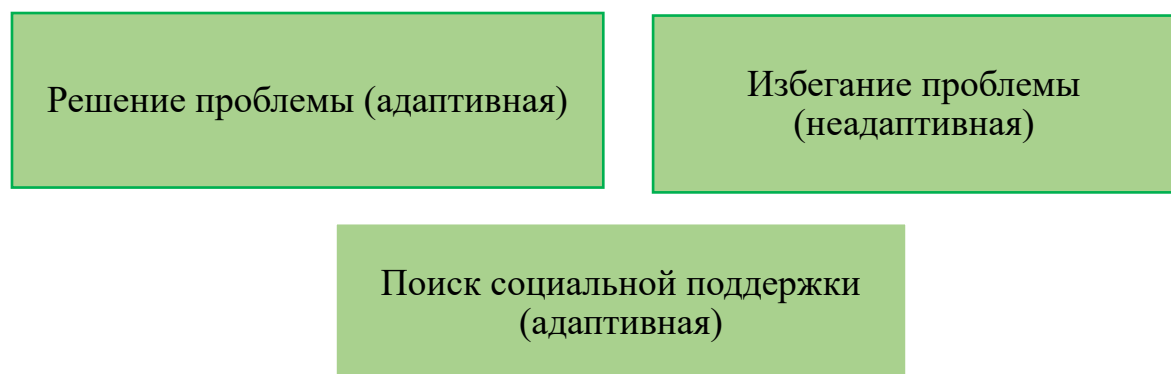 Решение проблемы (адаптивная)
Избегание проблемы
(неадаптивная)
Поиск социальной поддержки
(адаптивная)